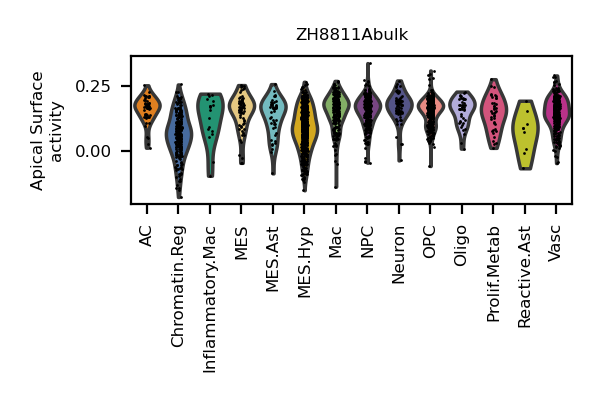 ZH8811Abulk
Apical Surface
activity
0.25
0.00
AC
Chromatin.Reg
Inflammatory.Mac
MES
MES.Ast
MES.Hyp
Mac
NPC
Neuron
OPC
Oligo
Prolif.Metab
Reactive.Ast
Vasc